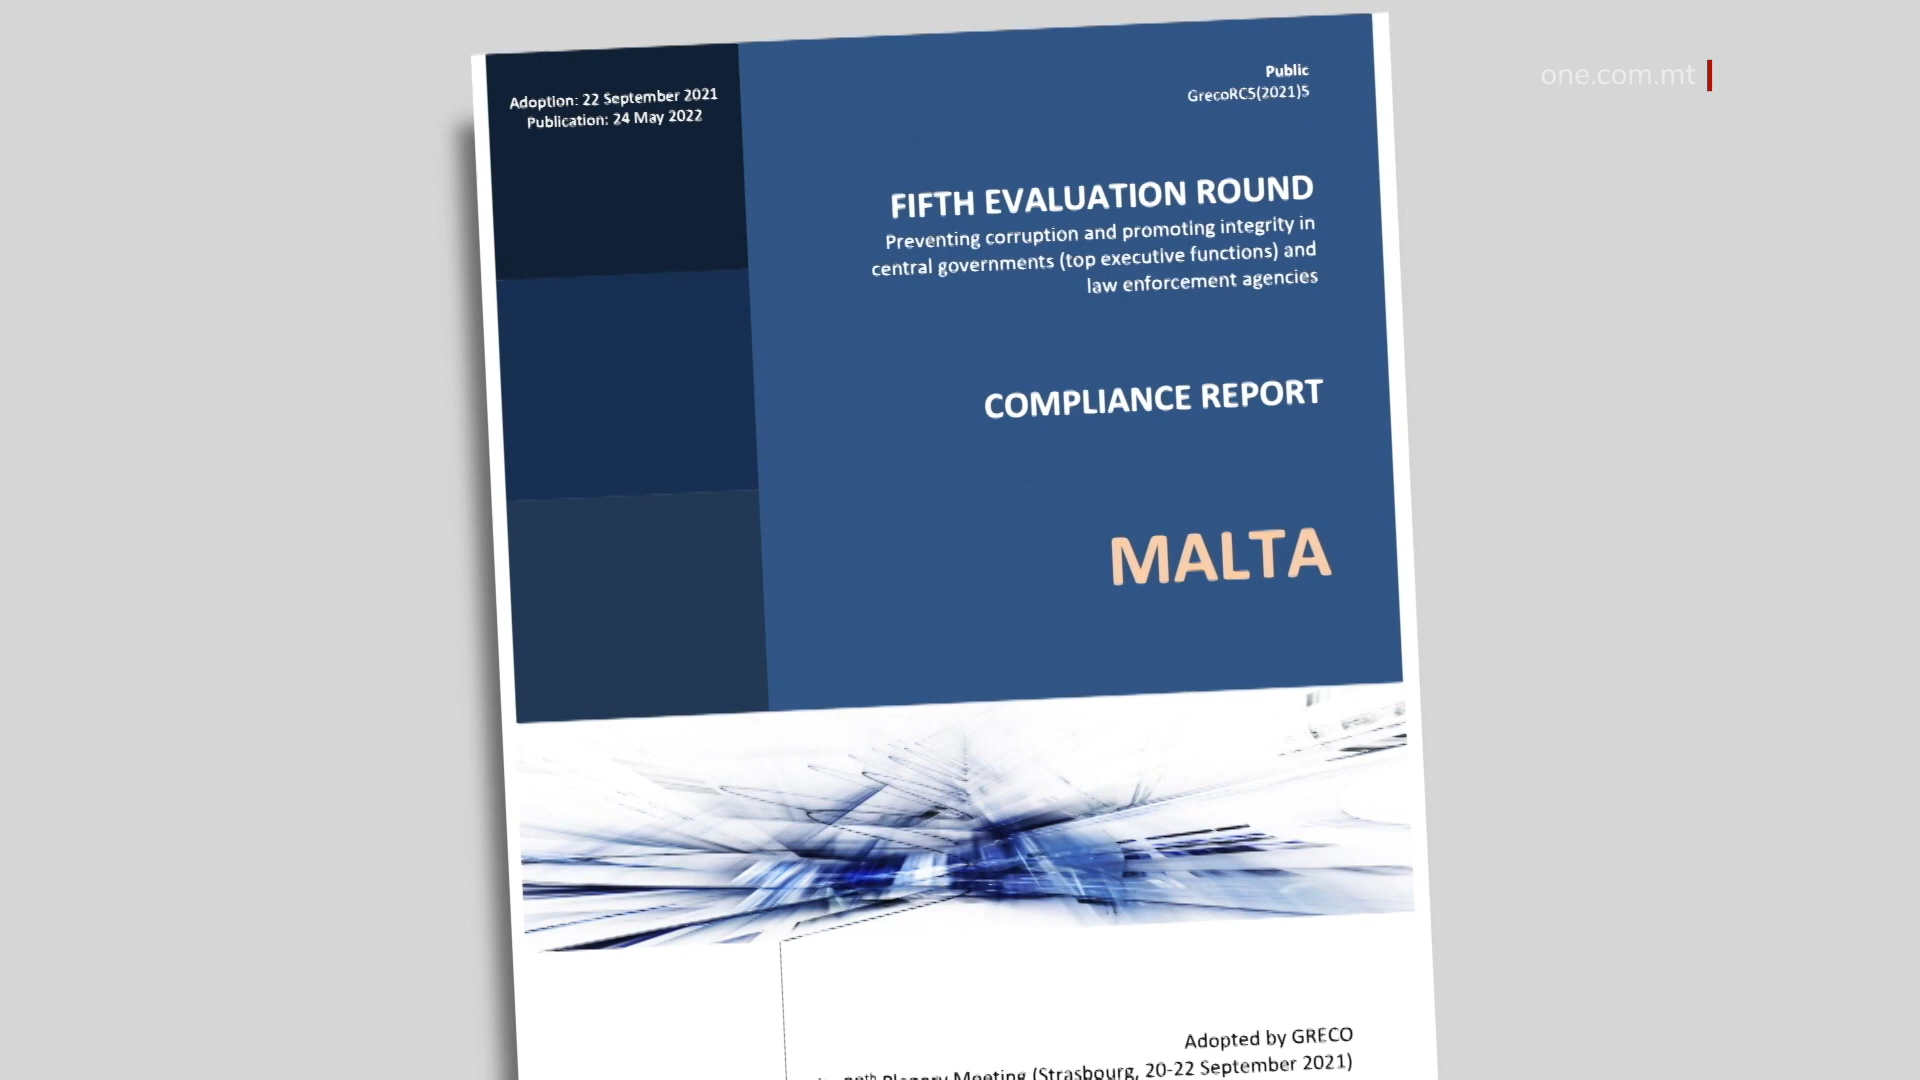 one.com.mt
Adoption: 22 September 2021
Publication: 24 May 2022
Public
GrecoRC5(2021)5
FIFTH EVALUATION ROUND
Preventing corruption and promoting integrity in
central governments (top executive functions) and
law enforcement agencies
COMPLIANCE REPORT
MALTA
Adopted by GRECO
Plenary Meeting (Strasbourg, 20-22 September 2021)